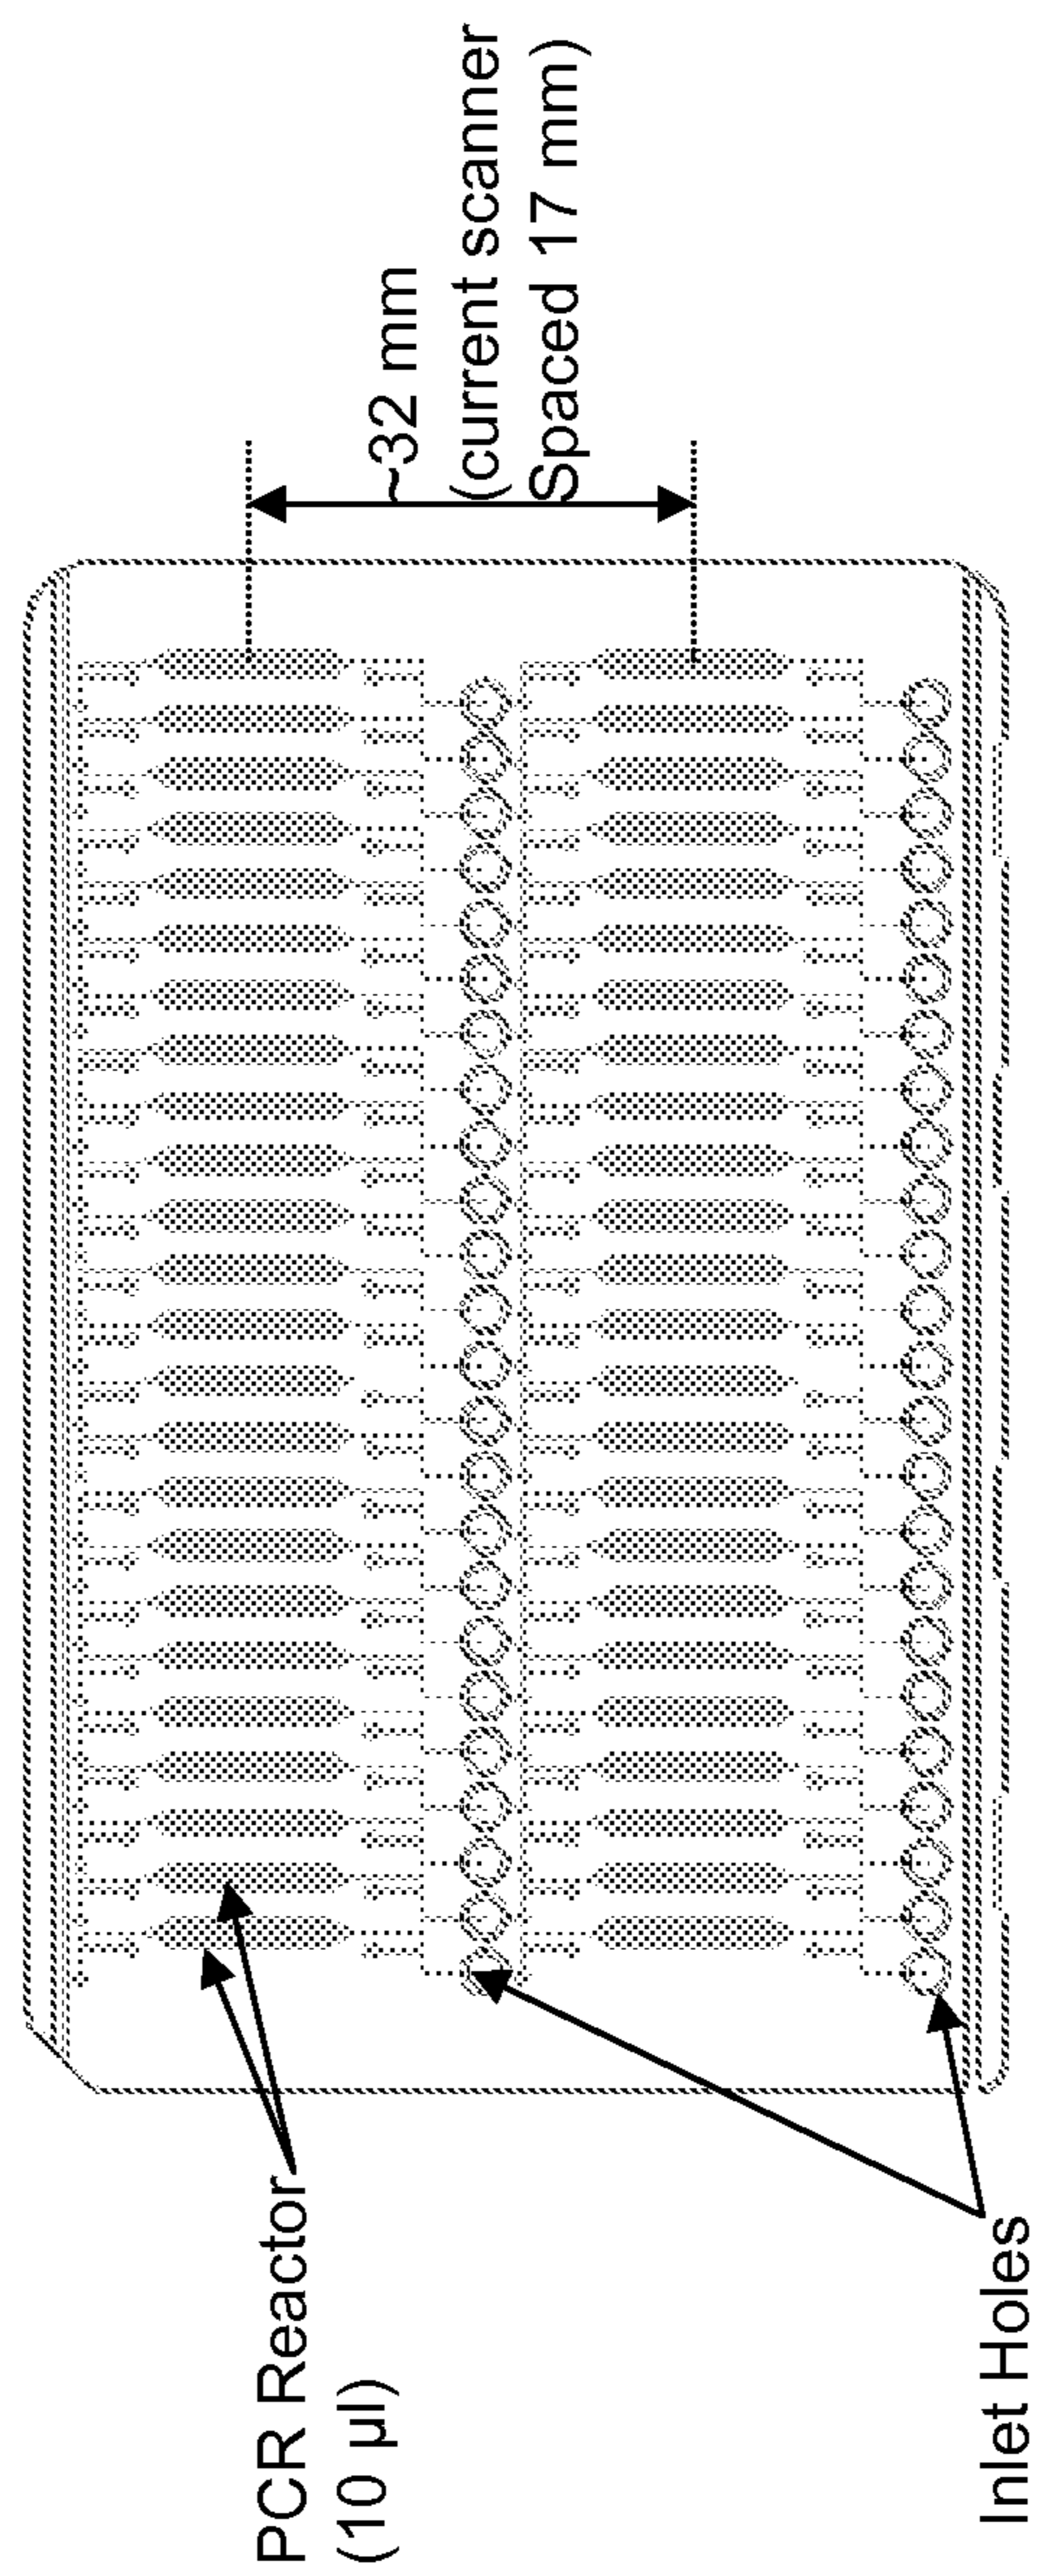 ~32 mm
(current scanner
Spaced 17 mm)
PCR Reactor
(10 µl)
Inlet Holes